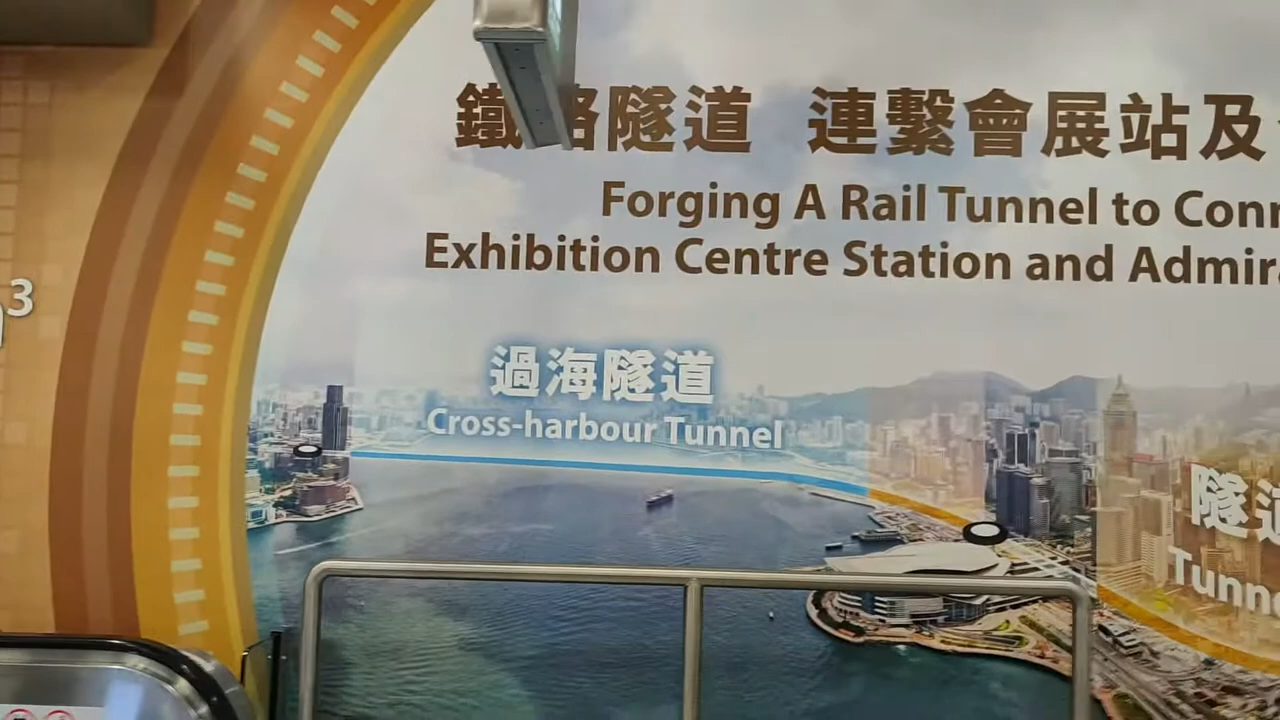 鐵路隧道 連繫會展站及
Forging A Rail Tunnel to Conn
Exhibition Centre Station and Admira
過海隧道
Cross-harbour Tunnel
隧道
Tunne
3